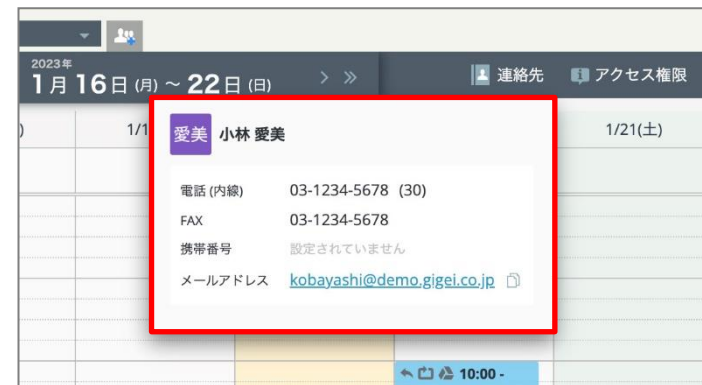 2023年
1月 16日 (月) ~ 22日 (日) 連絡先 アクセス権限
) 1/1 1/21(土)
愛美 小林 愛美
電話 (内線) 03-1234-5678 (30)
FAX 03-1234-5678
携帯番号 設定されていません
メールアドレス kobayashi@demo.gigei.co.jp
10:00 -